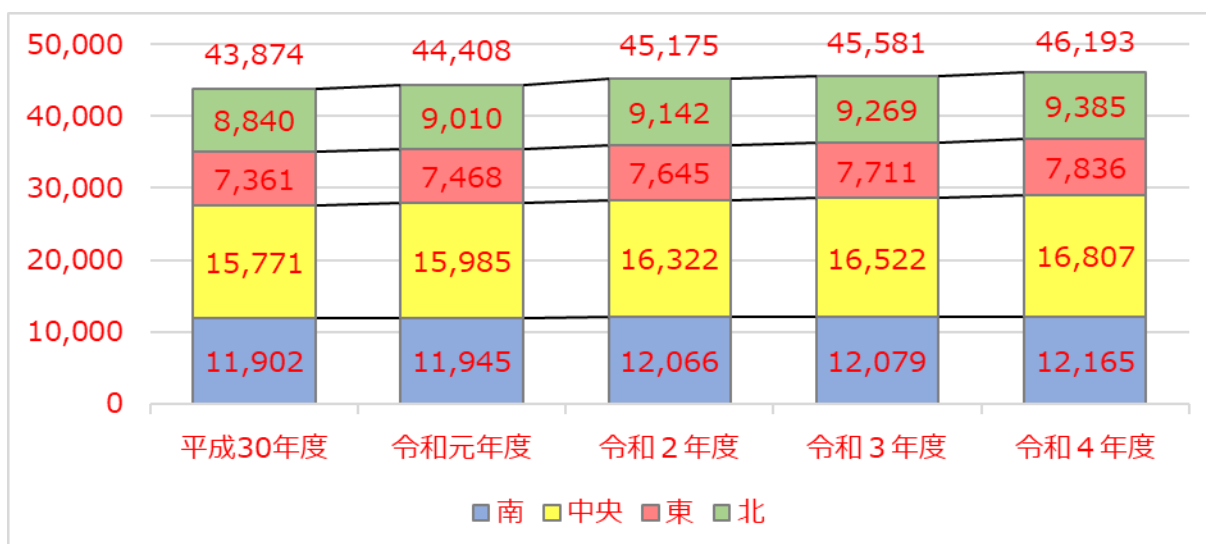 50,000
40,000
30,000
20,000
10,000
0
43,874 44,408 45,175 45,581 46,193
8,840 9,010 9,142 9,269 9,385
7,361 7,468 7,645 7,711 7,836
15,771 15,985 16,322 16,522 16,807
11,902 11,945 12,066 12,079 12,165
平成30年度 令和元年度 令和２年度 令和３年度 令和４年度
南 中央 東 北